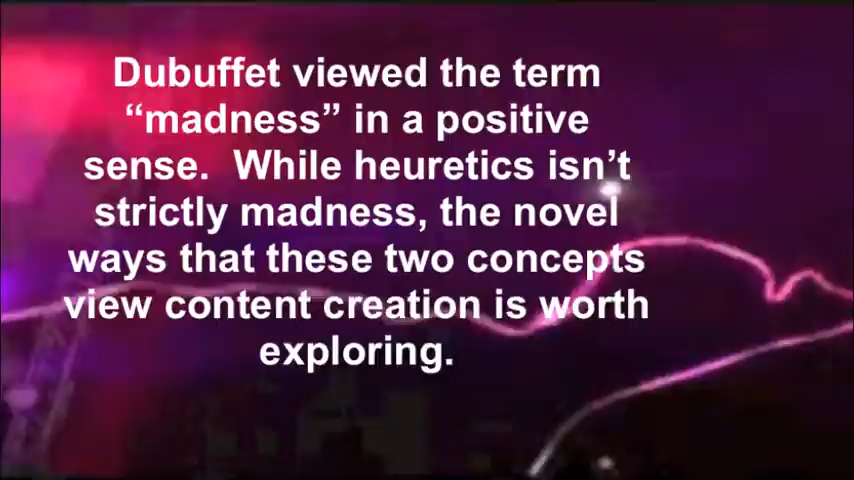 Dubuffet viewed the term
“madness” in a positive
sense.  While heuretics isn’t
strictly madness, the novel
ways that these two concepts
view content creation is worth
exploring.